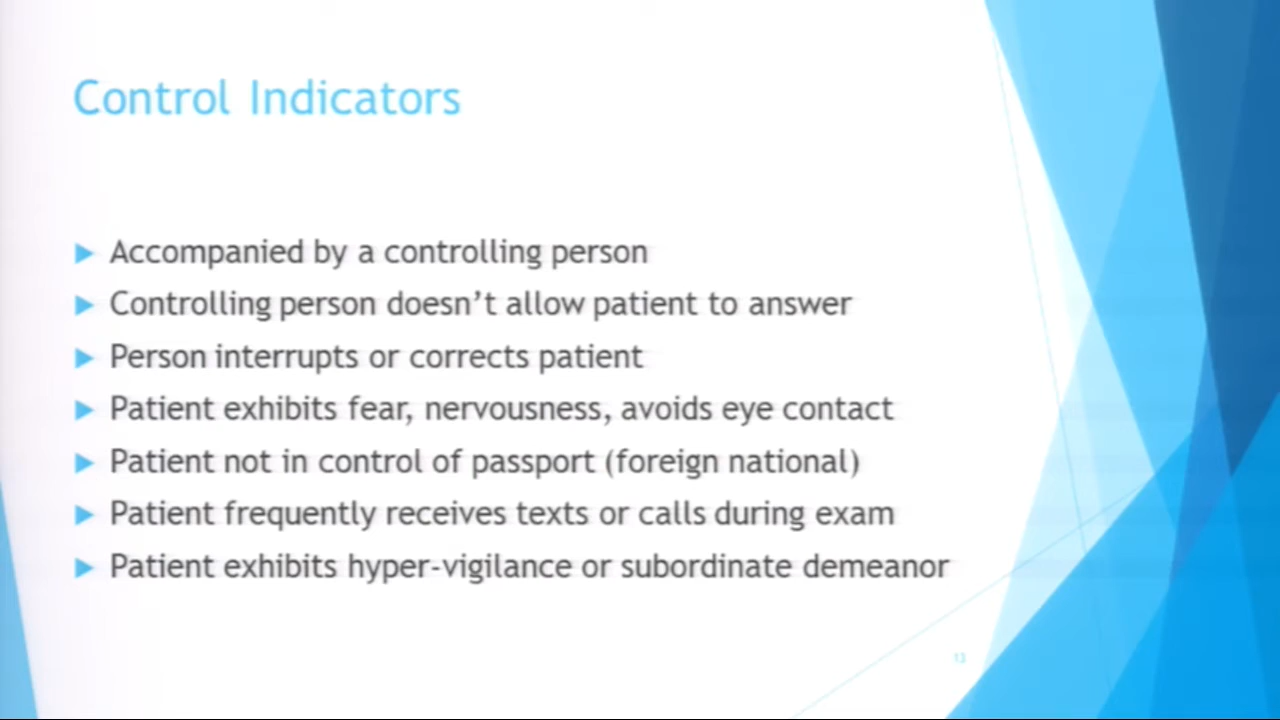 Control Indicators
Accompanied by a controlling person
Controlling person doesn't allow patient to answer
Person interrupts or corrects patient
Patient exhibits fear, nervousness, avoids eye contact
Patient not in control of passport (foreign national)
Patient frequently receives texts or calls during exam
Patient exhibits hyper-vigilance or subordinate demeanor
13